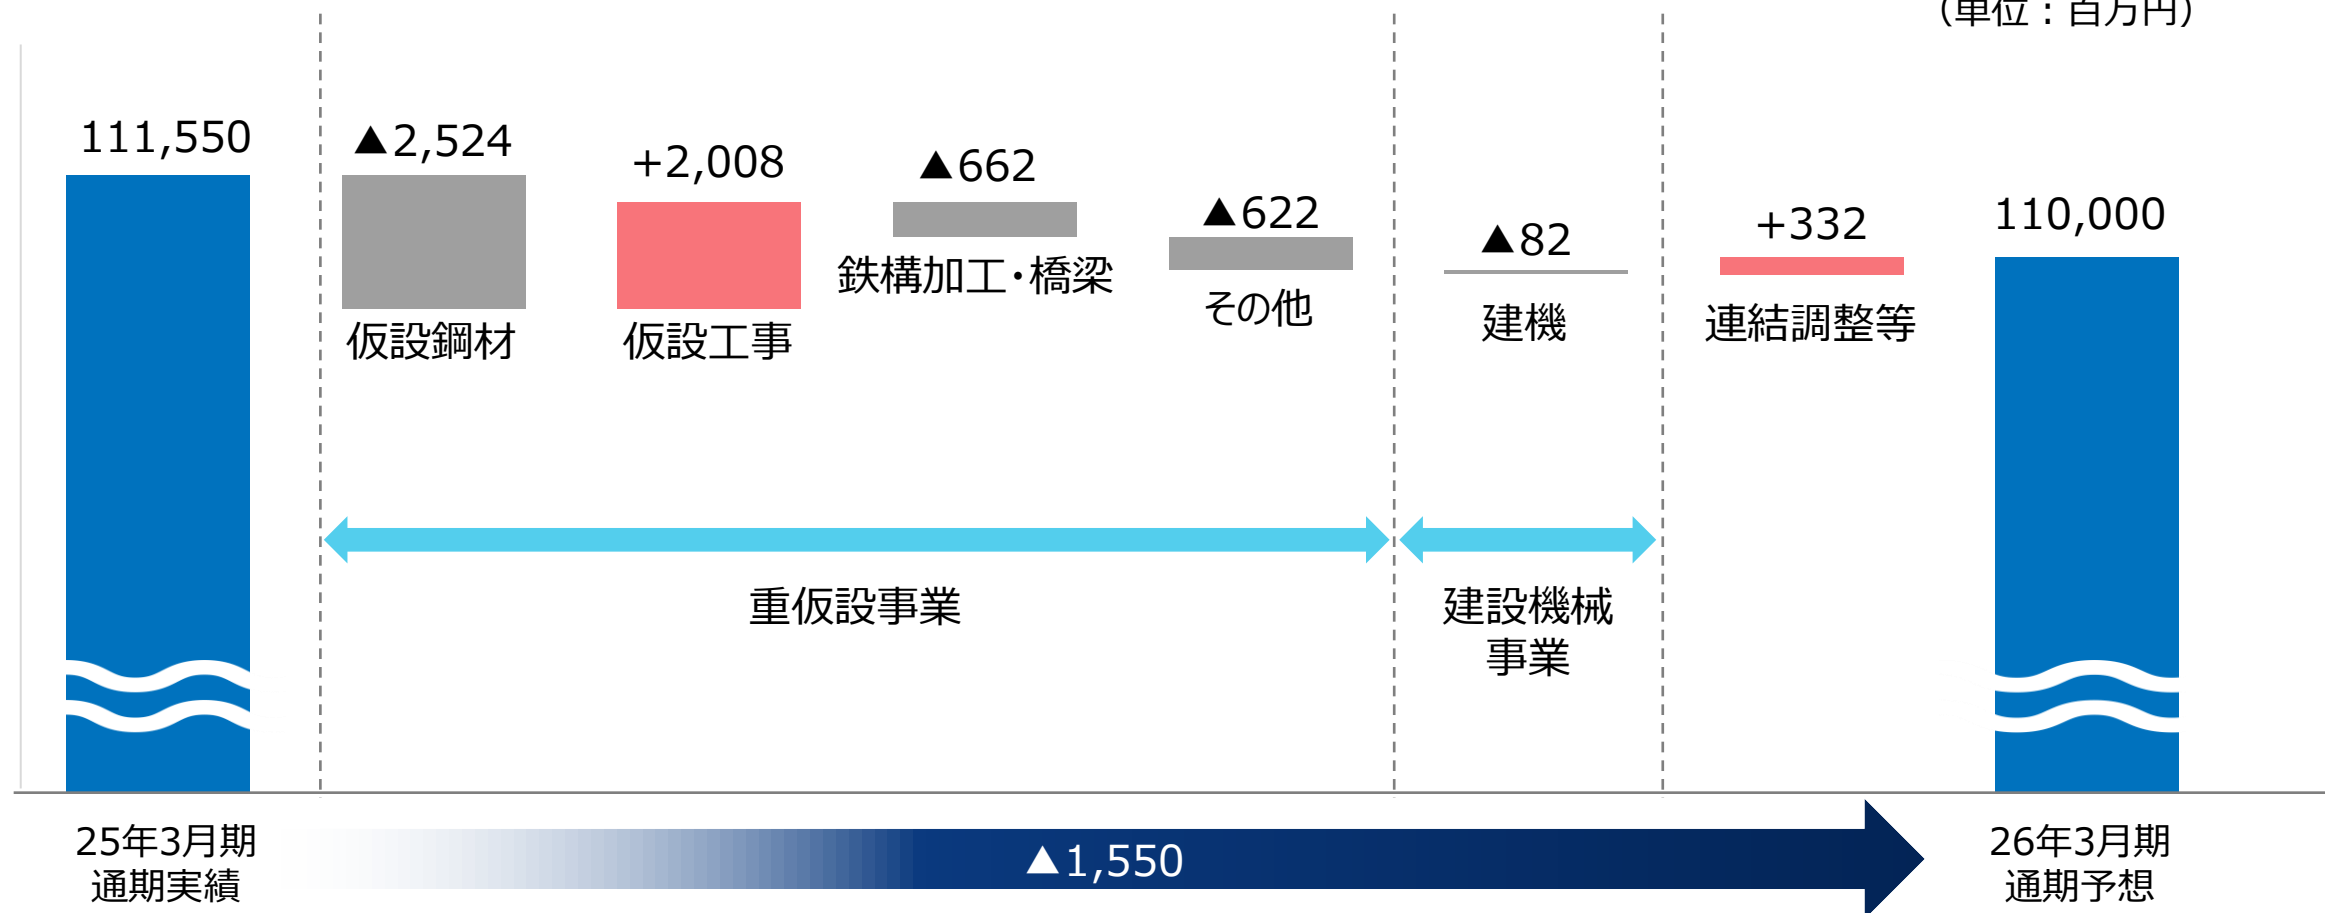 （単位：百万円）
111,550
▲2,524
仮設鋼材
+2,008
仮設工事
▲662
鉄構加工・橋梁
▲622
その他
▲82
建機
+332
連結調整等
110,000
重仮設事業
建設機械
事業
25年3月期
通期実績
▲1,550
26年3月期
通期予想